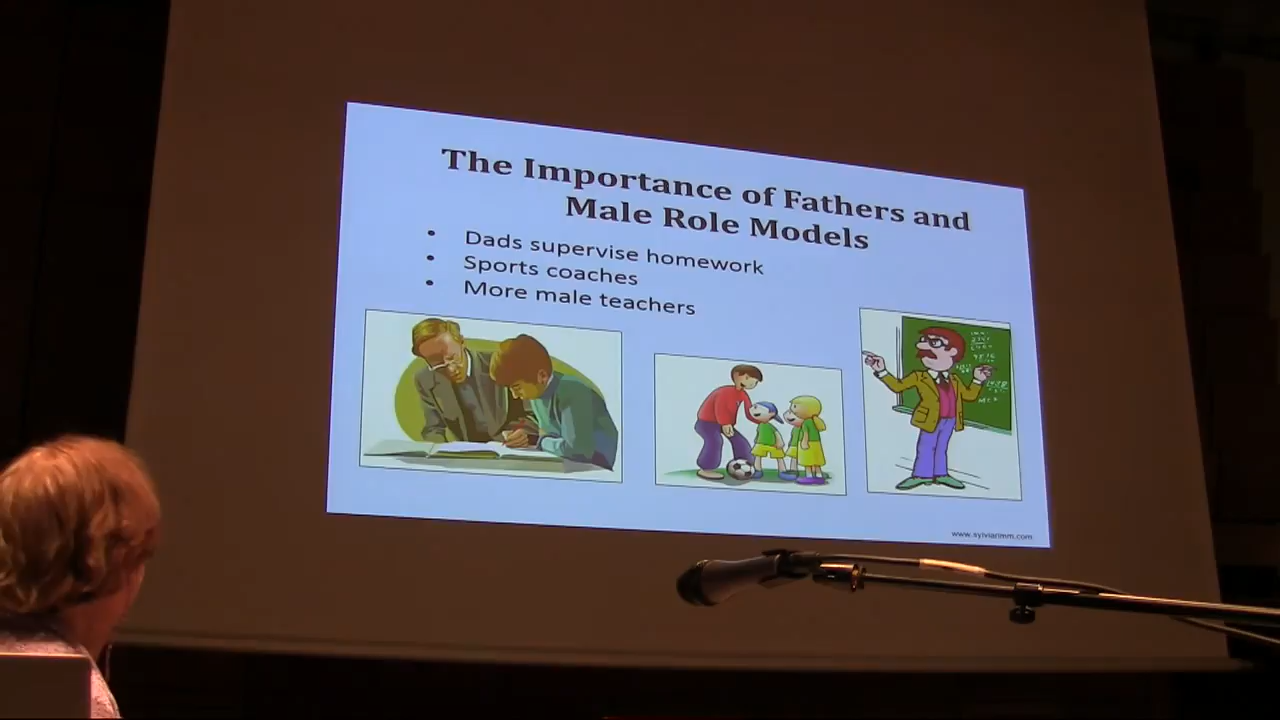 The Importance of Fathers and
Male Role Models
• Dads supervise homework
• Sports coaches
• More male teachers
www.sylviarimm.com